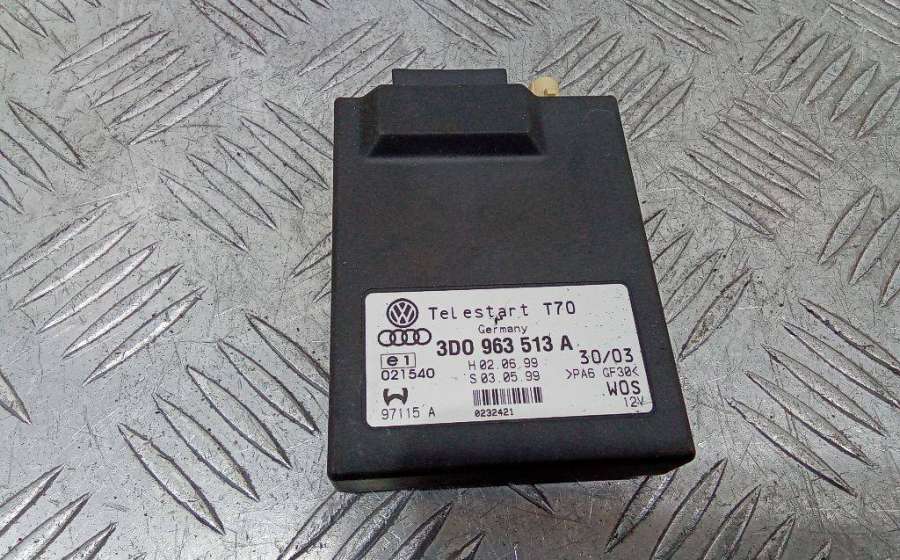 Telestart T70
Germany
3D0 963 513 A
e1
021540
H 02.06.99
S 03.05.99
30/03
>PA6 GF30<
WOS
12V
97115 A
0232421